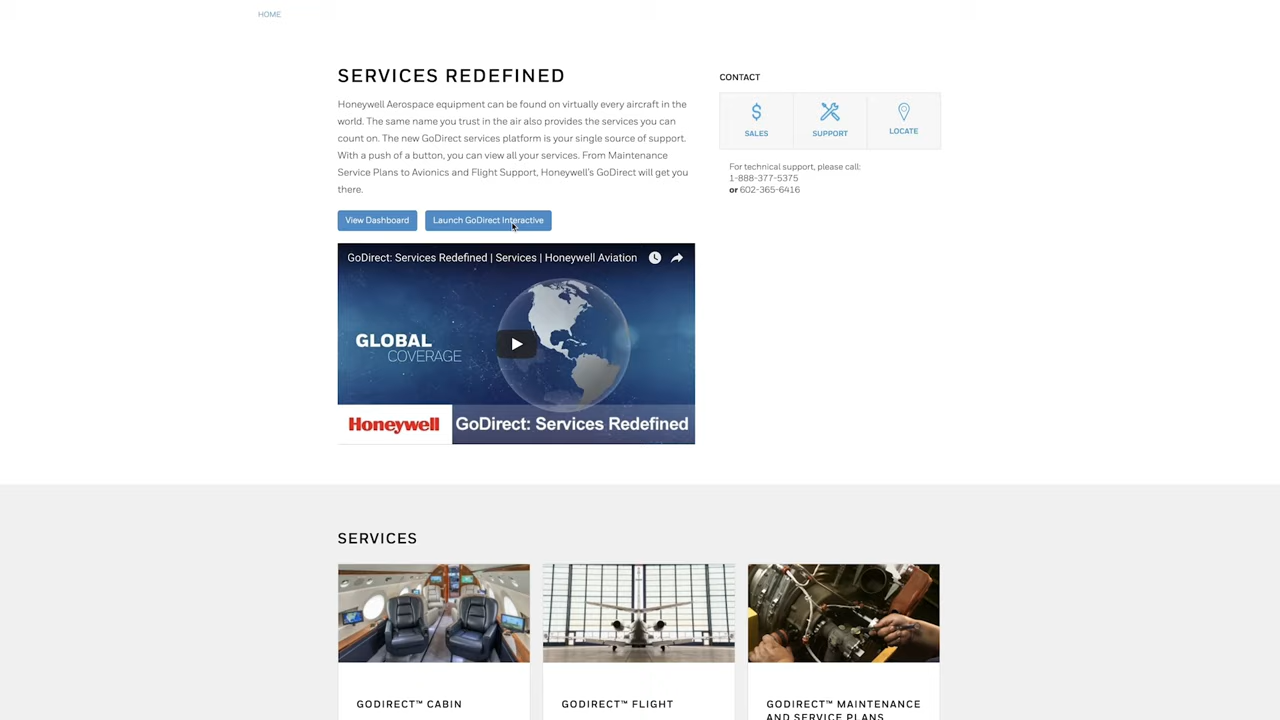 HOME
SERVICES REDEFINED
Honeywell Aerospace equipment can be found on virtually every aircraft in the
world. The same name you trust in the air also provides the services you can
count on. The new GoDirect services platform is your single source of support.
With a push of a button, you can view all your services. From Maintenance
Service Plans to Avionics and Flight Support, Honeywell's GoDirect will get you
there.
View Dashboard
Launch GoDirect Interactive
CONTACT
SALES
SUPPORT
LOCATE
For technical support, please call:
1-888-377-5375
or 602-365-6416
GoDirect: Services Redefined | Services | Honeywell Aviation
GLOBAL
COVERAGE
Honeywell
GoDirect: Services Redefined
SERVICES
GODIRECT™ CABIN
GODIRECT™ FLIGHT
GODIRECT™ MAINTENANCE
AND SERVICE PLANS